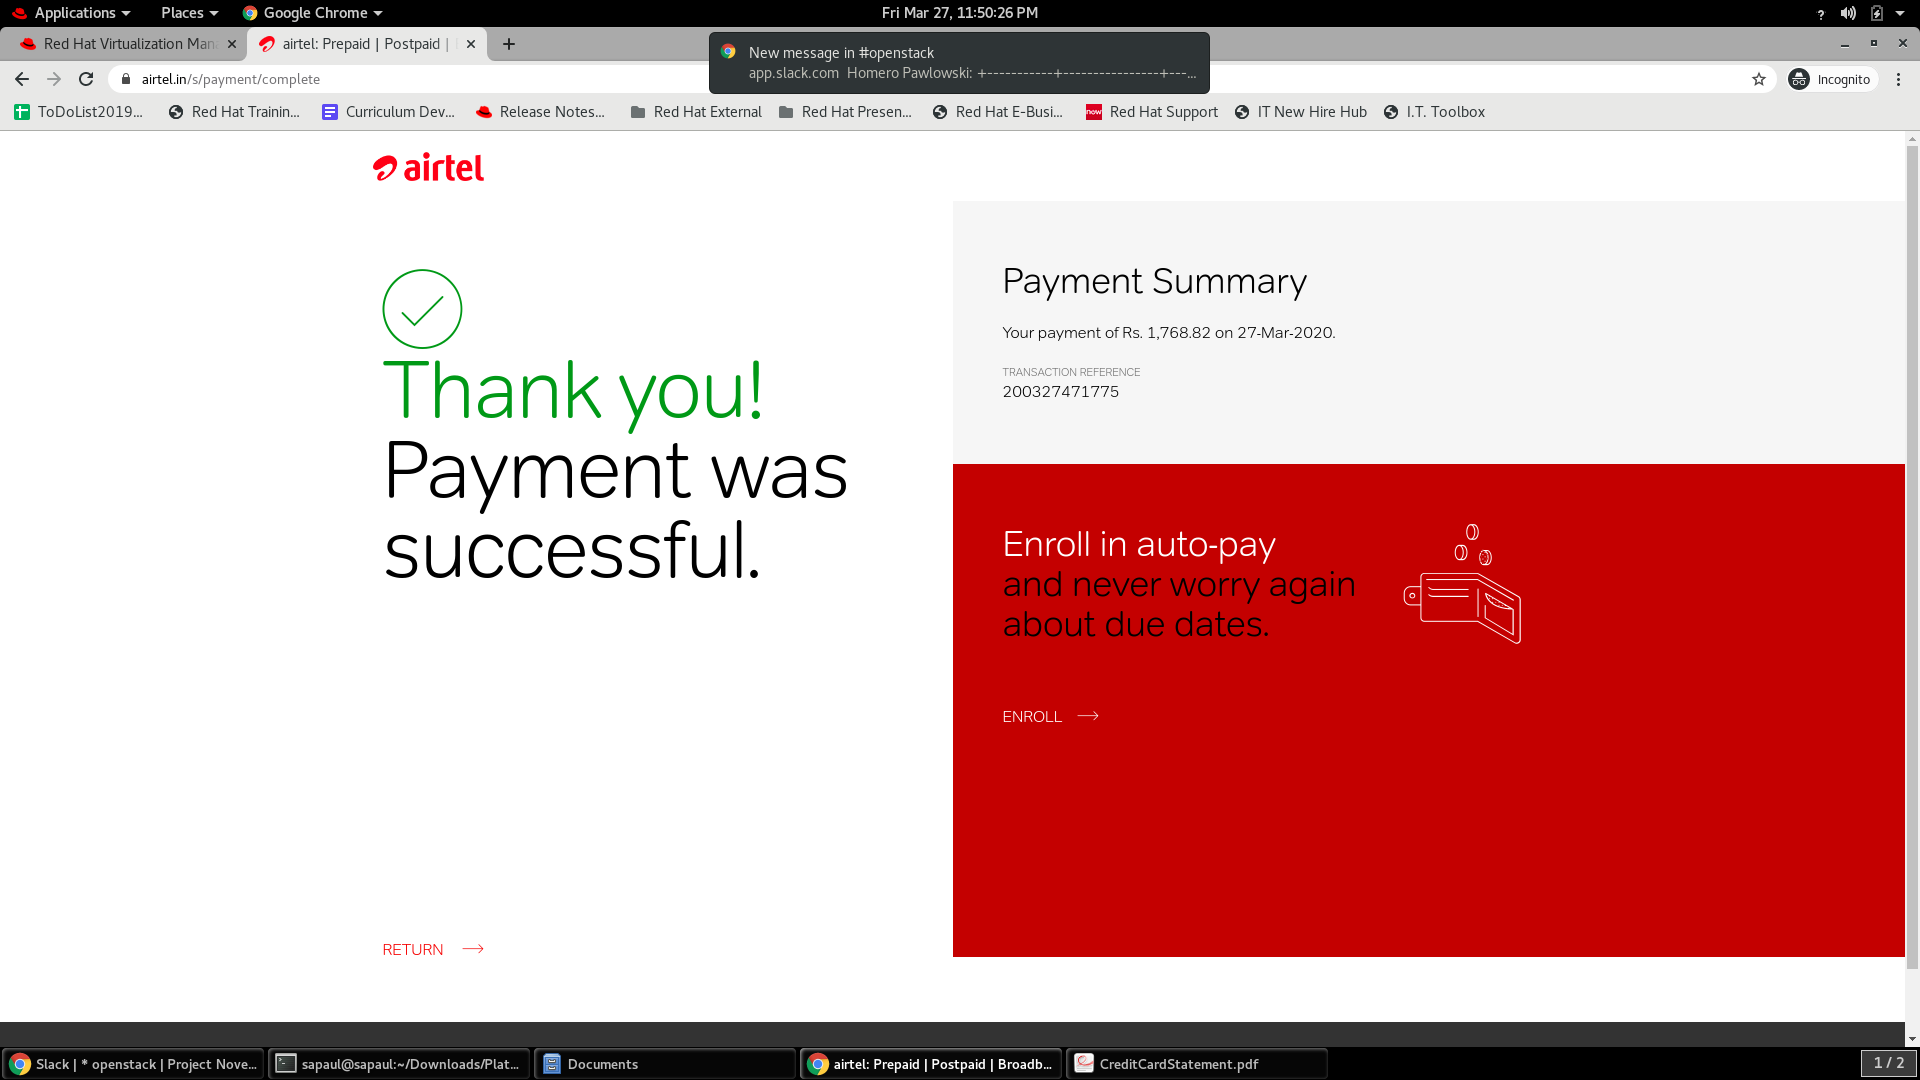 Applications
Places
Google Chrome
Fri Mar 27, 11:50:26 PM
?
Red Hat Virtualization Man
airtel: Prepaid | Postpaid |
New message in #openstack
app.slack.com Homero Pawlowski: +-----------+----------------+---...
airtel.in/s/payment/complete
Incognito
ToDoList2019...
Red Hat Trainin...
Curriculum Dev...
Release Notes...
Red Hat External
Red Hat Presen...
Red Hat E-Busi...
now
Red Hat Support
IT New Hire Hub
I.T. Toolbox
airtel
Thank you!
Payment was
successful.
RETURN
Payment Summary
Your payment of Rs. 1,768.82 on 27-Mar-2020.
TRANSACTION REFERENCE
200327471775
Enroll in auto-pay
and never worry again
about due dates.
ENROLL
Slack | * openstack | Project Nove...
sapaul@sapaul:~/Downloads/Plat...
Documents
airtel: Prepaid | Postpaid | Broadb...
CreditCardStatement.pdf
1 / 2